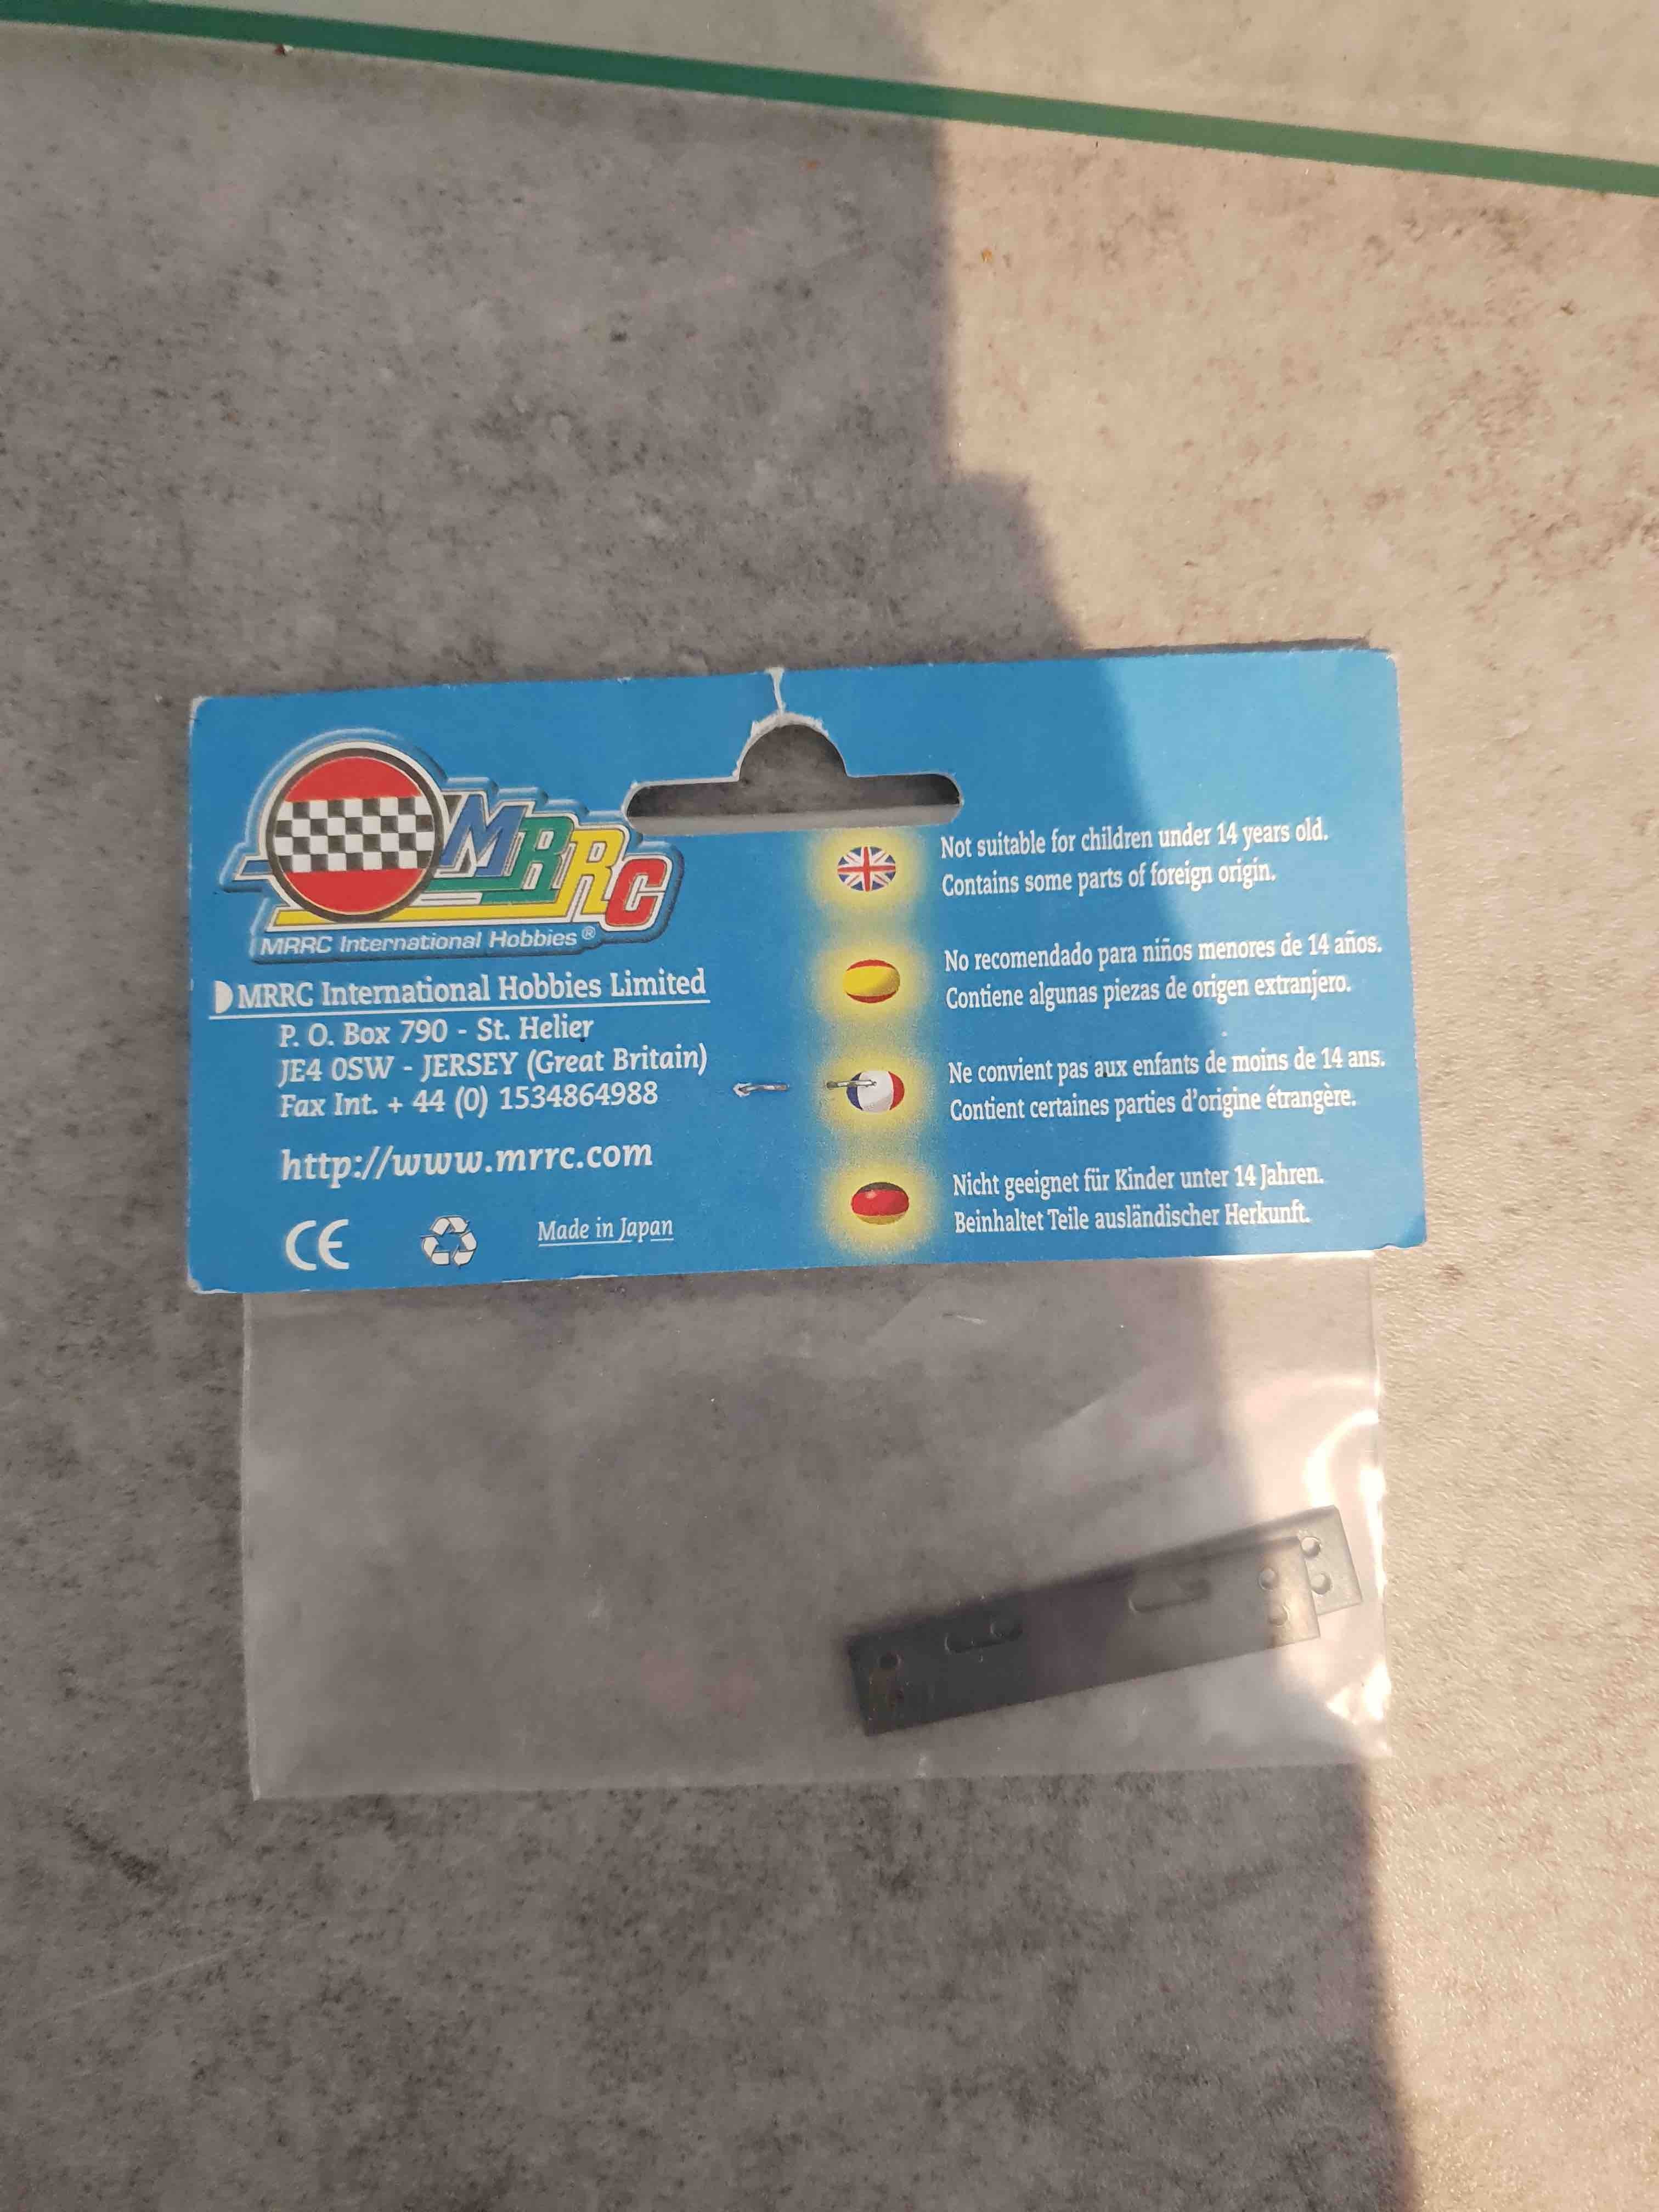 MRRC
MRRC International Hobbies®
MRRC International Hobbies Limited
P. O. Box 790 - St. Helier
JE4 0SW - JERSEY (Great Britain)
Fax Int. + 44 (0) 1534864988
http://www.mrrc.com
CE
Made in Japan
Not suitable for children under 14 years old.
Contains some parts of foreign origin.
No recomendado para niños menores de 14 años.
Contiene algunas piezas de origen extranjero.
Ne convient pas aux enfants de moins de 14 ans.
Contient certaines parties d'origine étrangère.
Nicht geeignet für Kinder unter 14 Jahren.
Beinhaltet Teile ausländischer Herkunft.